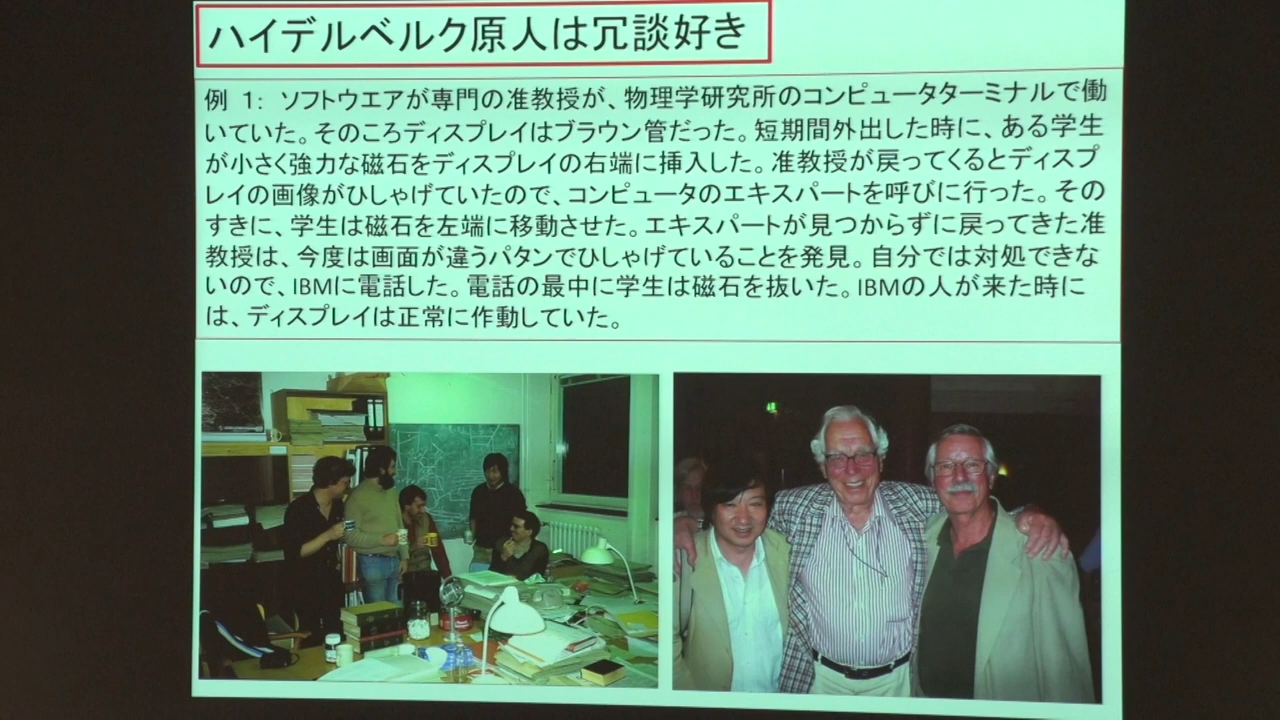 ハイデルベルク原人は冗談好き
例 1: ソフトウエアが専門の准教授が、物理学研究所のコンピュータターミナルで働
いていた。そのころディスプレイはブラウン管だった。短期間外出した時に、ある学生
が小さく強力な磁石をディスプレイの右端に挿入した。准教授が戻ってくるとディスプ
レイの画像がひしゃげていたので、コンピュータのエキスパートを呼びに行った。その
すきに、学生は磁石を左端に移動させた。エキスパートが見つからずに戻ってきた准
教授は、今度は画面が違うパタンでひしゃげていることを発見。自分では対処できな
いので、IBMに電話した。電話の最中に学生は磁石を抜いた。IBMの人が来た時に
は、ディスプレイは正常に作動していた。